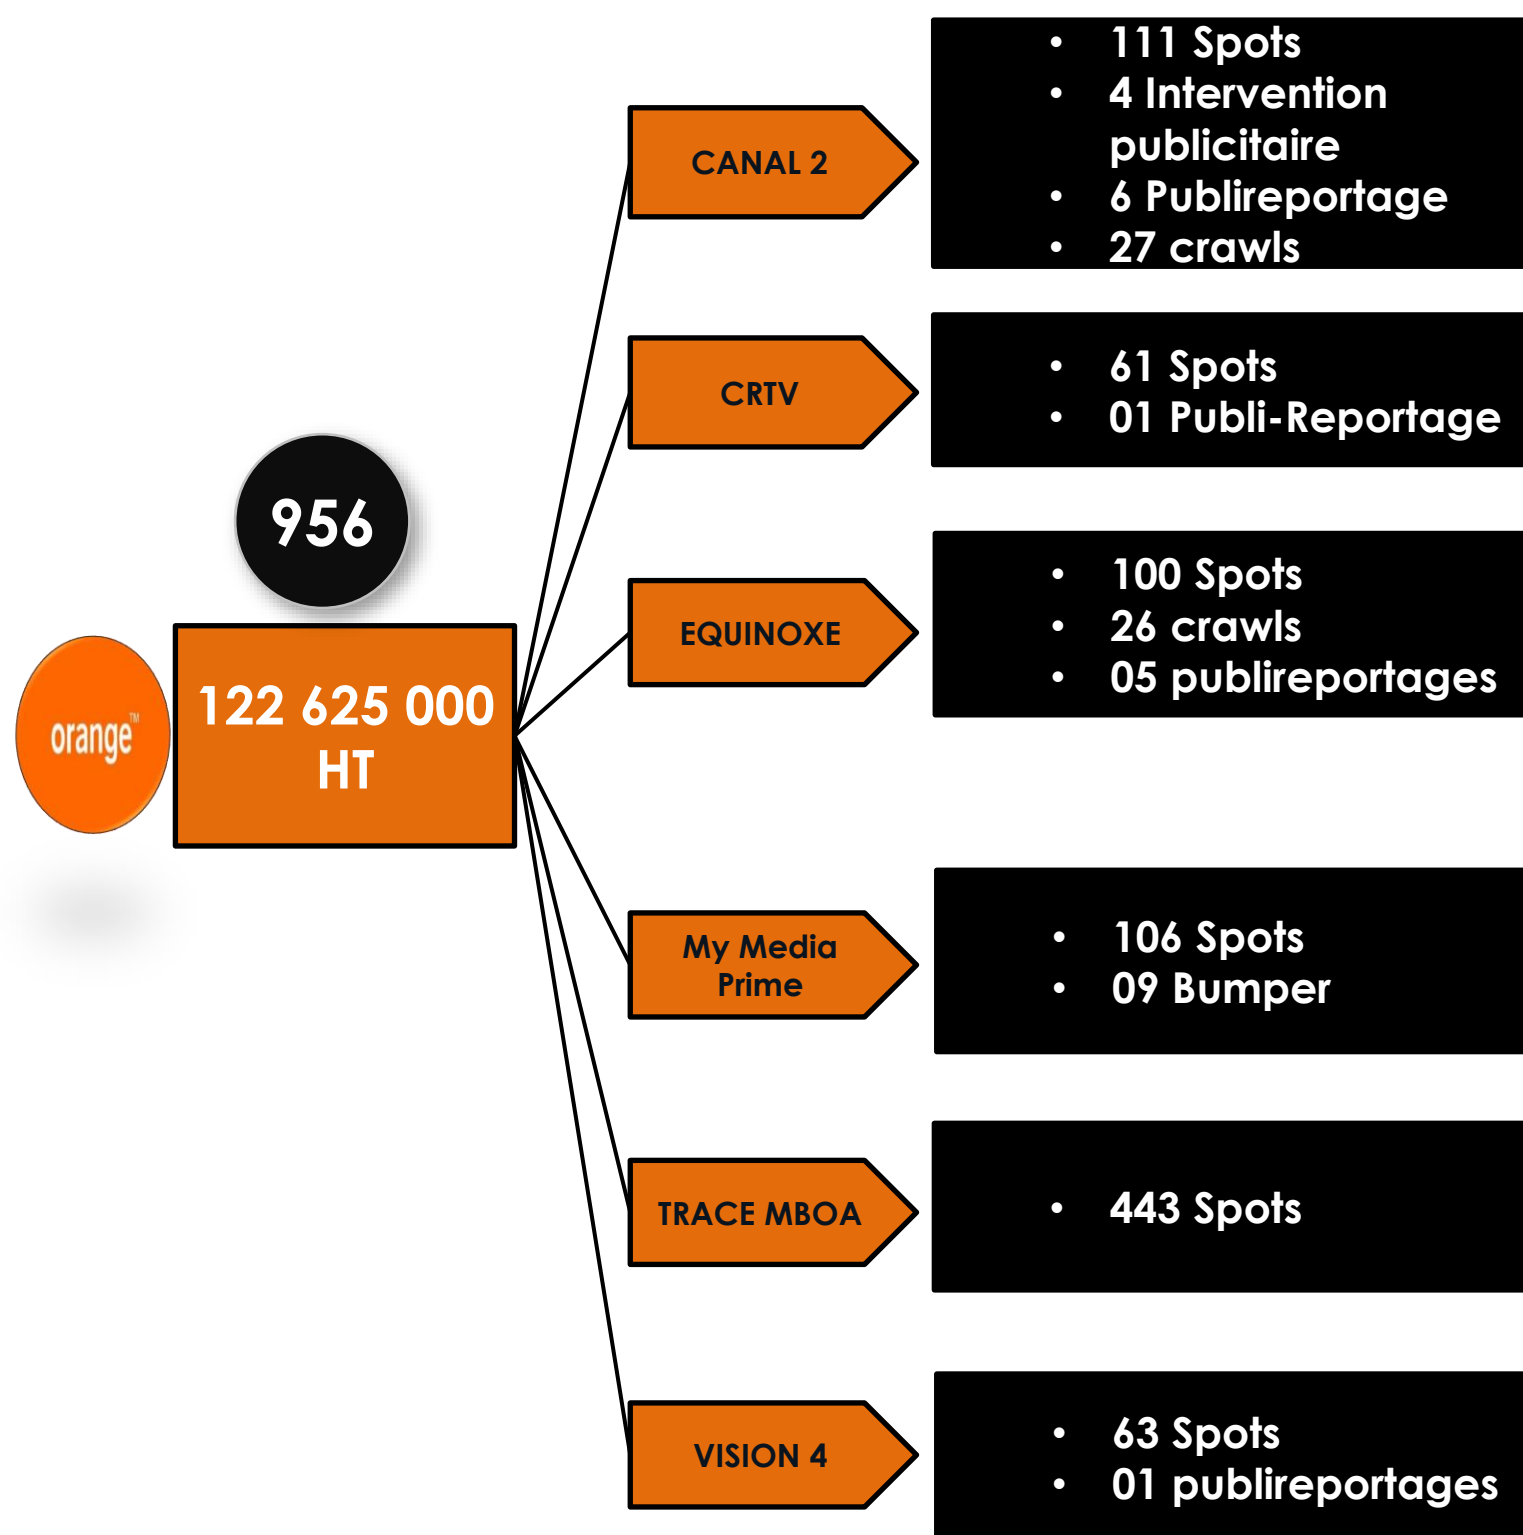 • 111 Spots
• 4 Intervention
publicitaire
• 6 Publireportage
• 27 crawls
CANAL 2
• 61 Spots
• 01 Publi-Reportage
CRTV
956
• 100 Spots
• 26 crawls
• 05 publireportages
EQUINOXE
orange™
122 625 000
HT
• 106 Spots
• 09 Bumper
My Media
Prime
• 443 Spots
TRACE MBOA
• 63 Spots
• 01 publireportages
VISION 4